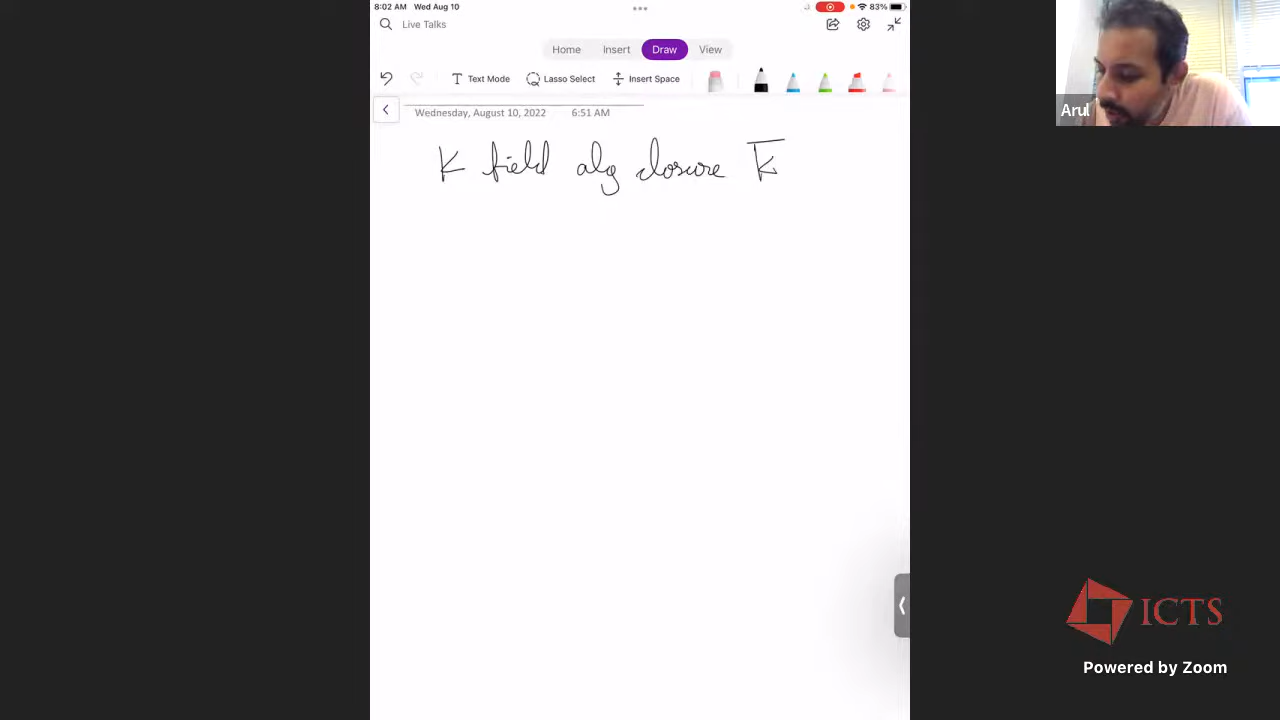 8:02 AM Wed Aug 10
83%
Live Talks
Home Insert Draw View
Text Mode Lasso Select Insert Space
Wednesday, August 10, 2022 6:51 AM
K field alg closure K̅
Arul
ICTS
Powered by Zoom